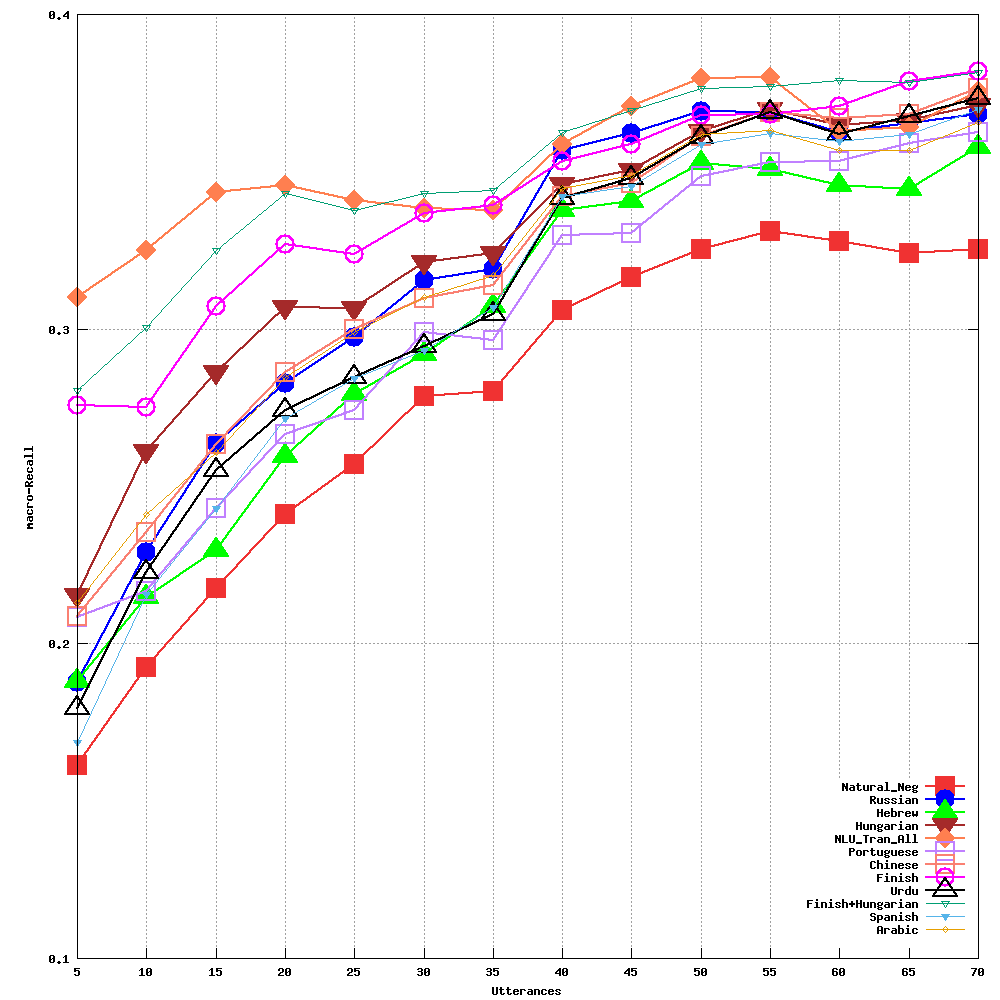 0.4
0.3
0.2
0.1
macro-Recall
5 10 15 20 25 30 35 40 45 50 55 60 65 70
Utterances
Natural_Neg
Russian
Hebrew
Hungarian
NLU_Tran_All
Portuguese
Chinese
Finish
Urdu
Finish+Hungarian
Spanish
Arabic